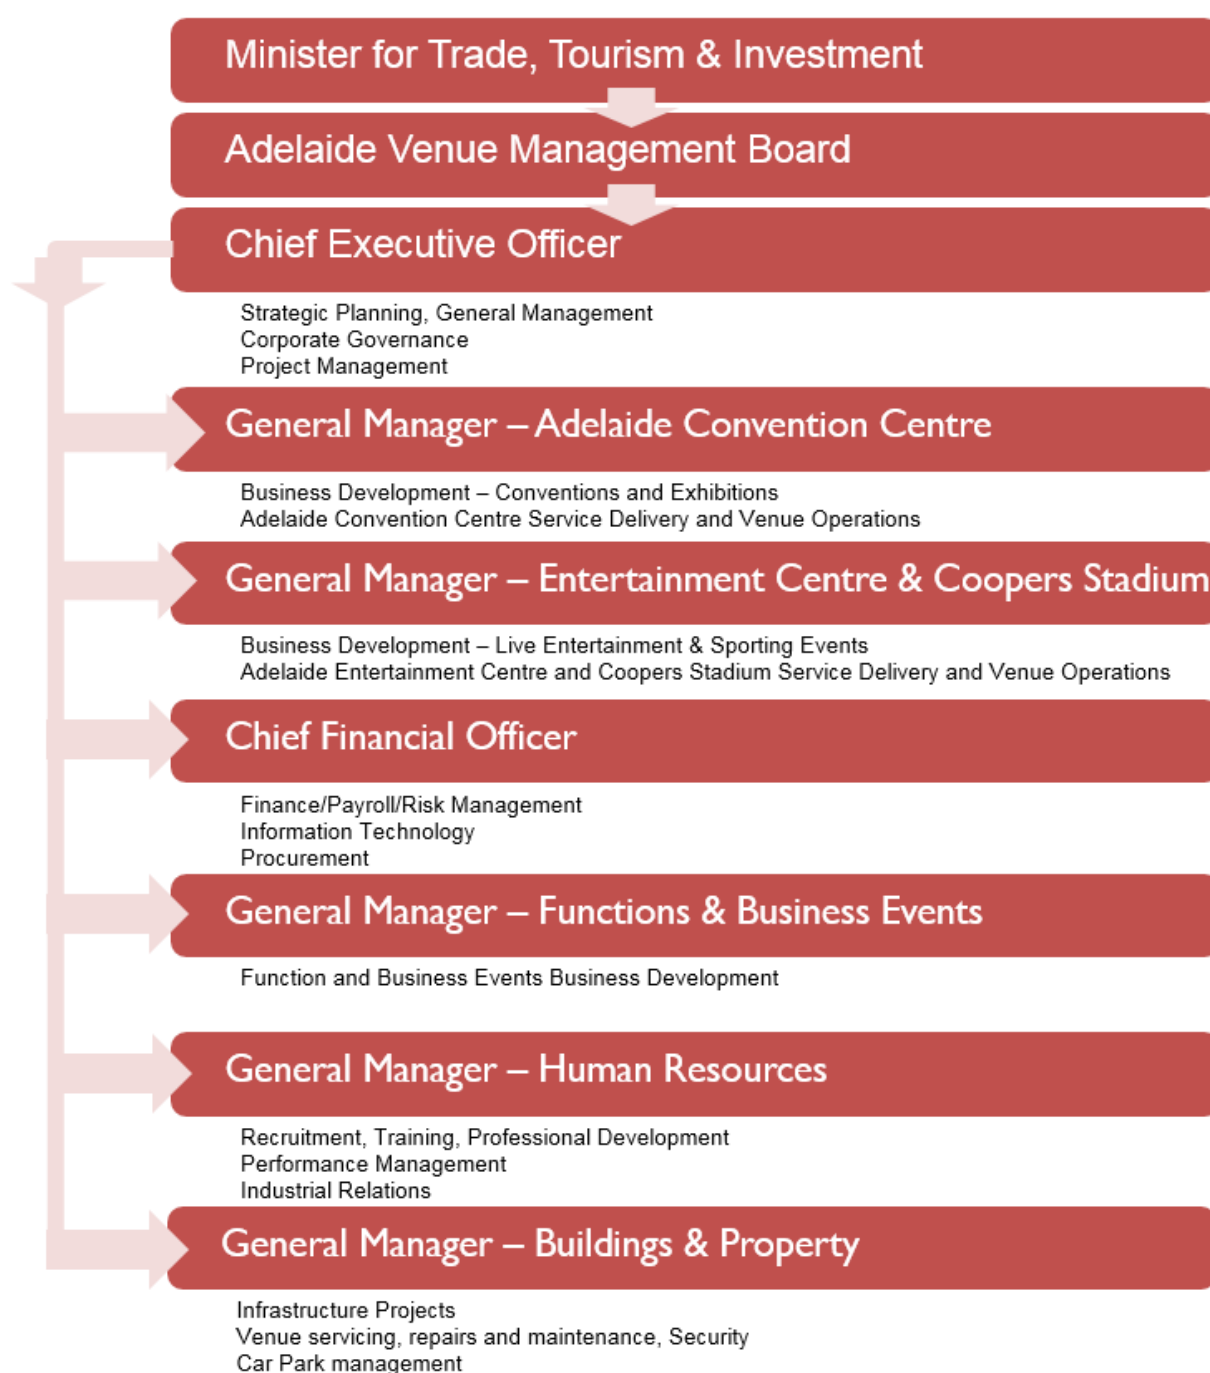 Minister for Trade, Tourism & Investment
Adelaide Venue Management Board
Chief Executive Officer
Strategic Planning, General Management
Corporate Governance
Project Management
General Manager – Adelaide Convention Centre
Business Development – Conventions and Exhibitions
Adelaide Convention Centre Service Delivery and Venue Operations
General Manager – Entertainment Centre & Coopers Stadium
Business Development – Live Entertainment & Sporting Events
Adelaide Entertainment Centre and Coopers Stadium Service Delivery and Venue Operations
Chief Financial Officer
Finance/Payroll/Risk Management
Information Technology
Procurement
General Manager – Functions & Business Events
Function and Business Events Business Development
General Manager – Human Resources
Recruitment, Training, Professional Development
Performance Management
Industrial Relations
General Manager – Buildings & Property
Infrastructure Projects
Venue servicing, repairs and maintenance, Security
Car Park management